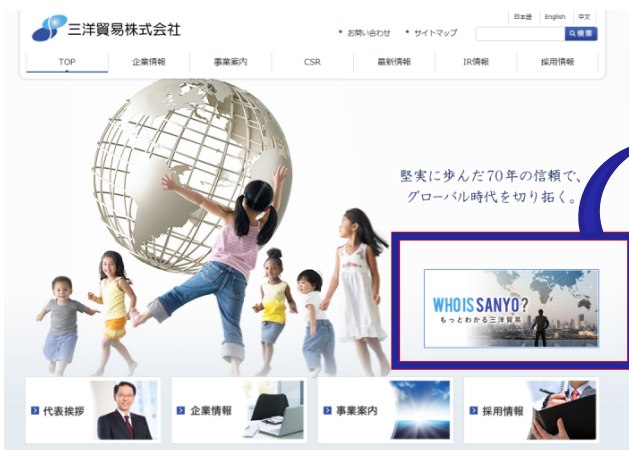 三洋貿易株式会社
日本語 English 中文
お問い合わせ サイトマップ 検索
TOP 企業情報 事業案内 CSR 最新情報 IR情報 採用情報
堅実に歩んだ70年の信頼で、
グローバル時代を切り拓く。
WHO IS SANYO?
もっとわかる三洋貿易
代表挨拶 企業情報 事業案内 採用情報